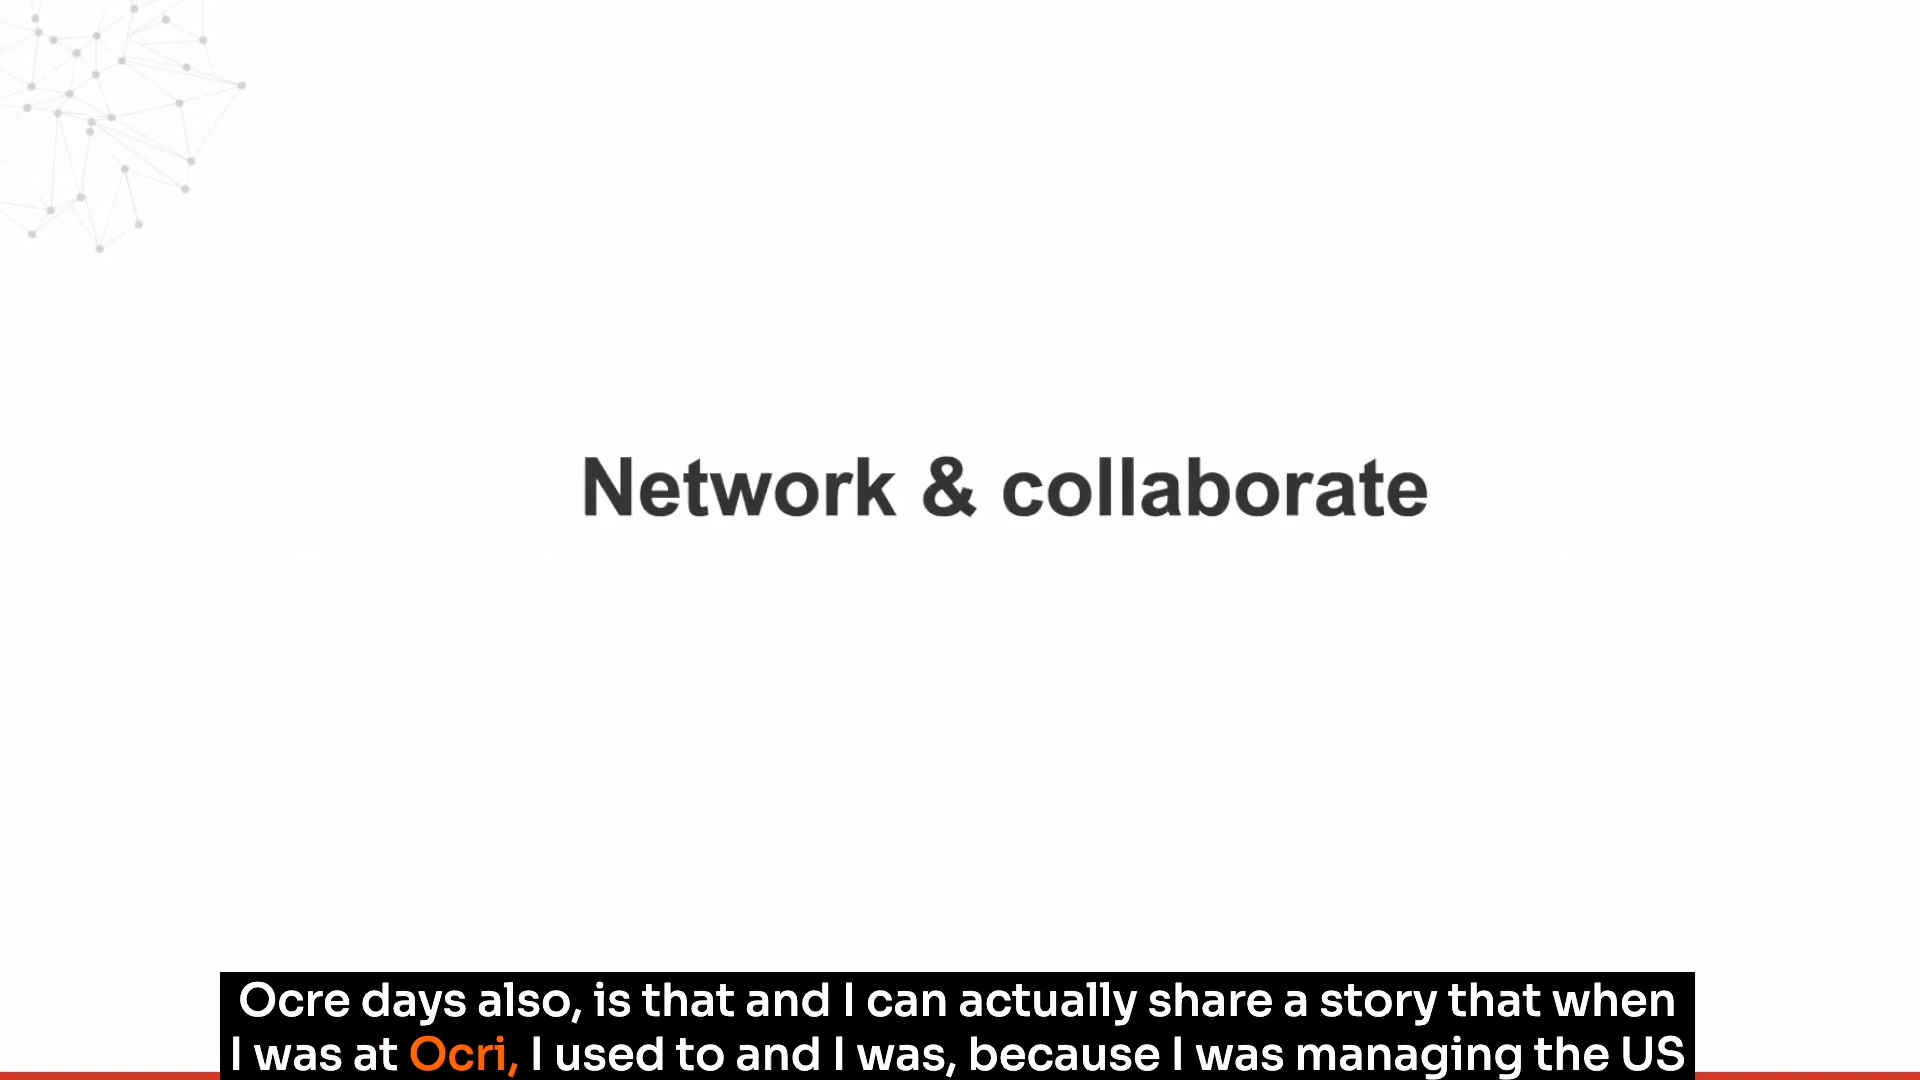 Network & collaborate
Ocre days also, is that and I can actually share a story that when
I was at Ocri, I used to and I was, because I was managing the US